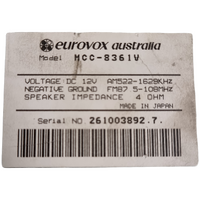 eurovox australia
Model MCC-8361V
VOLTAGE DC 12V AM522-1629KHz
NEGATIVE GROUND FM87.5-108MHz
SPEAKER IMPEDANCE 4 OHM
MADE IN JAPAN
Serial NO. 261003892.7.